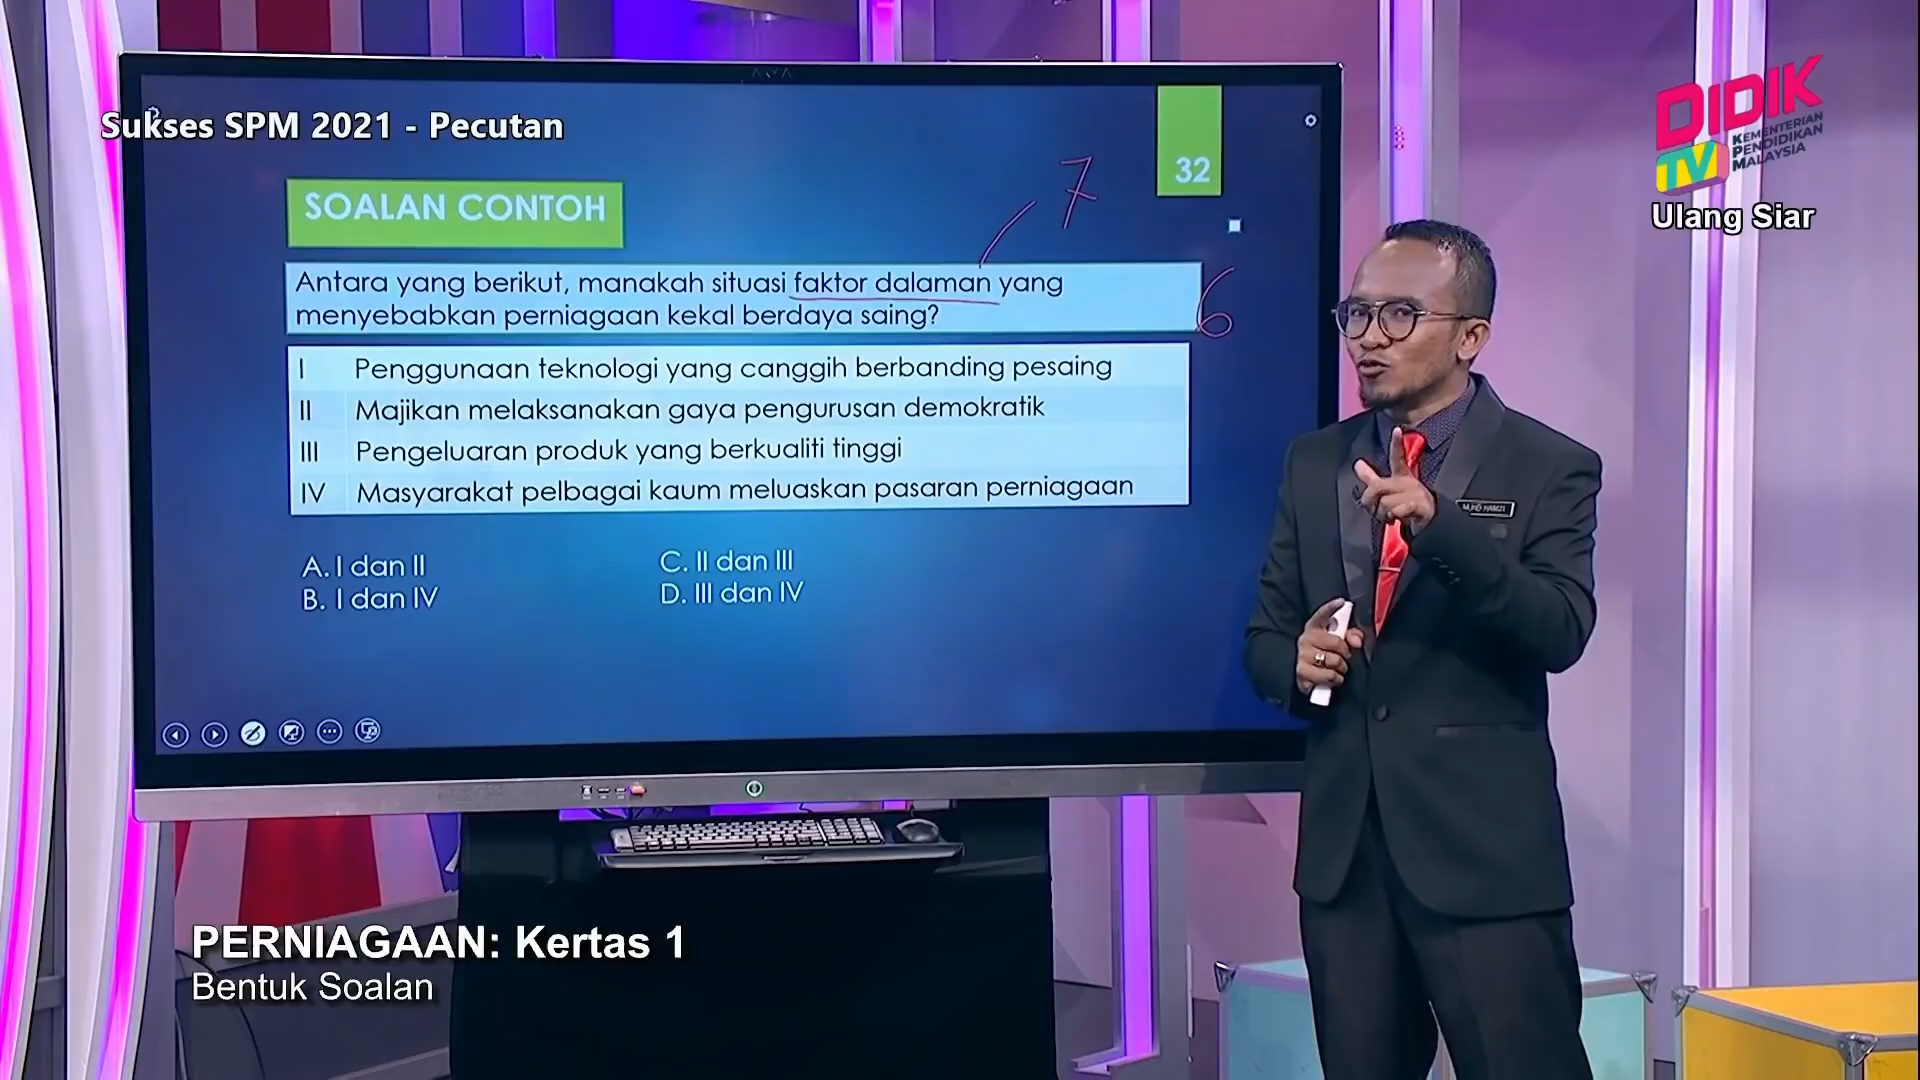 Sukses SPM 2021 - Pecutan
DIDIK
TV
KEMENTERIAN
PENDIDIKAN
MALAYSIA
Ulang Siar
32
7
SOALAN CONTOH
Antara yang berikut, manakah situasi faktor dalaman yang
menyebabkan perniagaan kekal berdaya saing?
6
I Penggunaan teknologi yang canggih berbanding pesaing
II Majikan melaksanakan gaya pengurusan demokratik
III Pengeluaran produk yang berkualiti tinggi
IV Masyarakat pelbagai kaum meluaskan pasaran perniagaan
A. I dan II
B. I dan IV
C. II dan III
D. III dan IV
PERNIAGAAN: Kertas 1
Bentuk Soalan